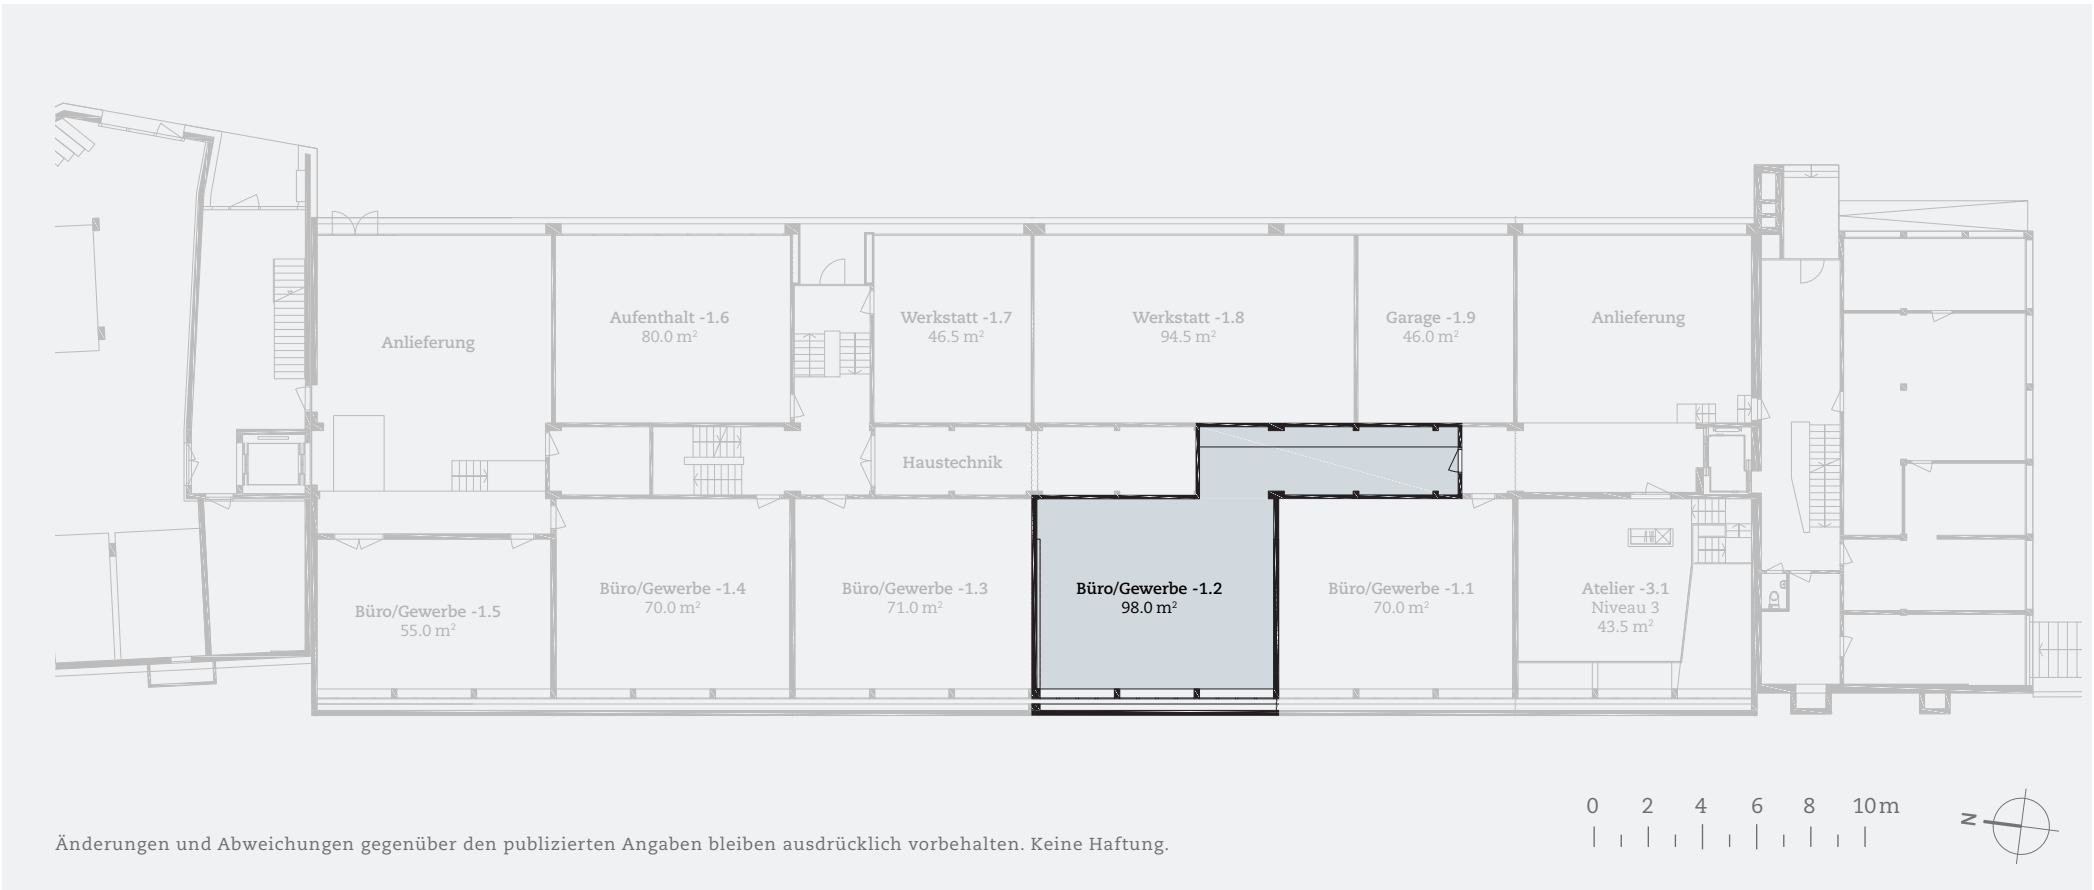 Aufenthalt -1.6
80.0 m²
Werkstatt -1.7
46.5 m²
Werkstatt -1.8
94.5 m²
Garage -1.9
46.0 m²
Anlieferung
Anlieferung
Haustechnik
Büro/Gewerbe -1.5
55.0 m²
Büro/Gewerbe -1.4
70.0 m²
Büro/Gewerbe -1.3
71.0 m²
Büro/Gewerbe -1.2
98.0 m²
Büro/Gewerbe -1.1
70.0 m²
Atelier -3.1
Niveau 3
43.5 m²
0 2 4 6 8 10 m
N
Änderungen und Abweichungen gegenüber den publizierten Angaben bleiben ausdrücklich vorbehalten. Keine Haftung.